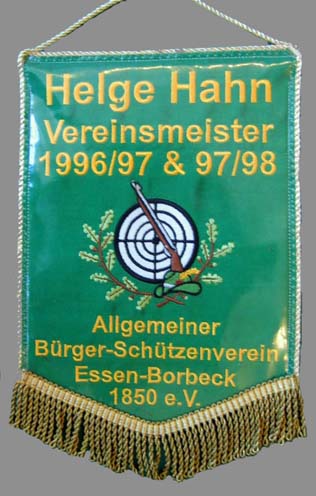 Helge Hahn
Vereinsmeister
1996/97 & 97/98
Allgemeiner
Bürger-Schützenverein
Essen-Borbeck
1850 e.V.